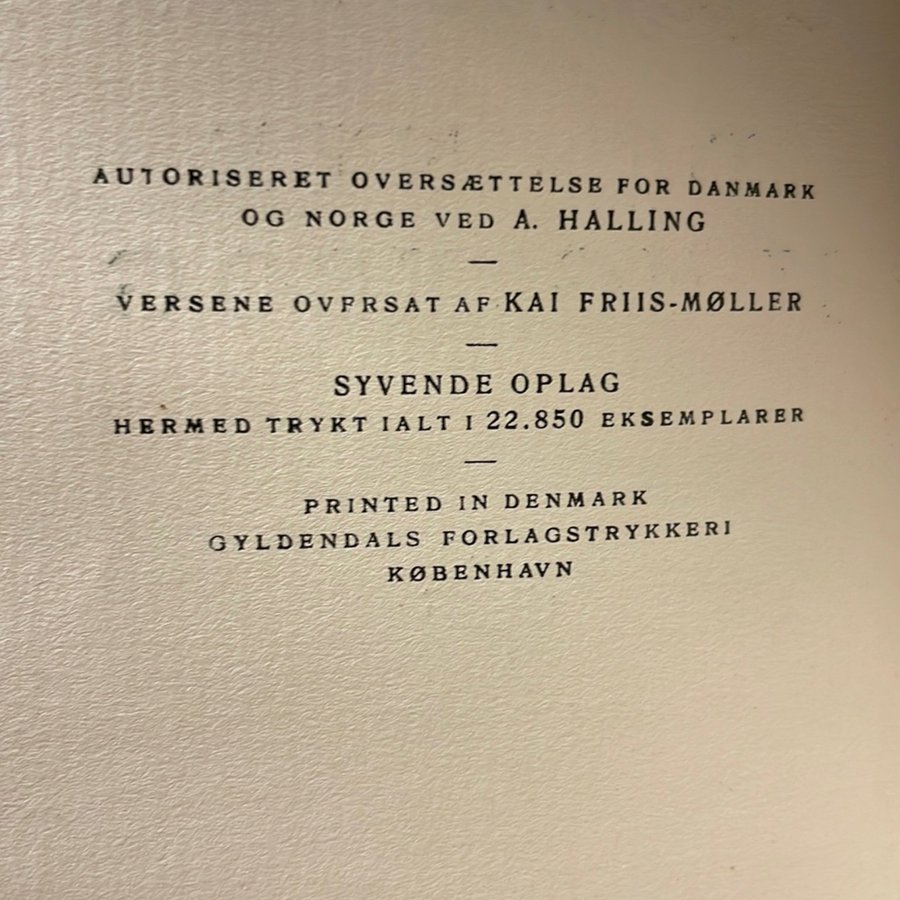 AUTORISERET OVERSÆTTELSE FOR DANMARK
OG NORGE VED A. HALLING
—
VERSENE OVERSAT AF KAI FRIIS-MØLLER
—
SYVENDE OPLAG
HERMED TRYKT IALT I 22.850 EKSEMPLARER
—
PRINTED IN DENMARK
GYLDENDALS FORLAGSTRYKKERI
KØBENHAVN